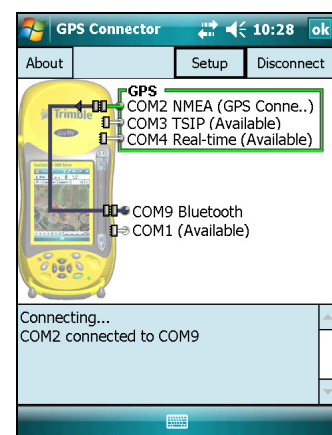 GPS Connector 10:28 ok
About Setup Disconnect
GPS
COM2 NMEA (GPS Conne..)
COM3 TSIP (Available)
COM4 Real-time (Available)
Trimble
COM9 Bluetooth
COM1 (Available)
Connecting...
COM2 connected to COM9